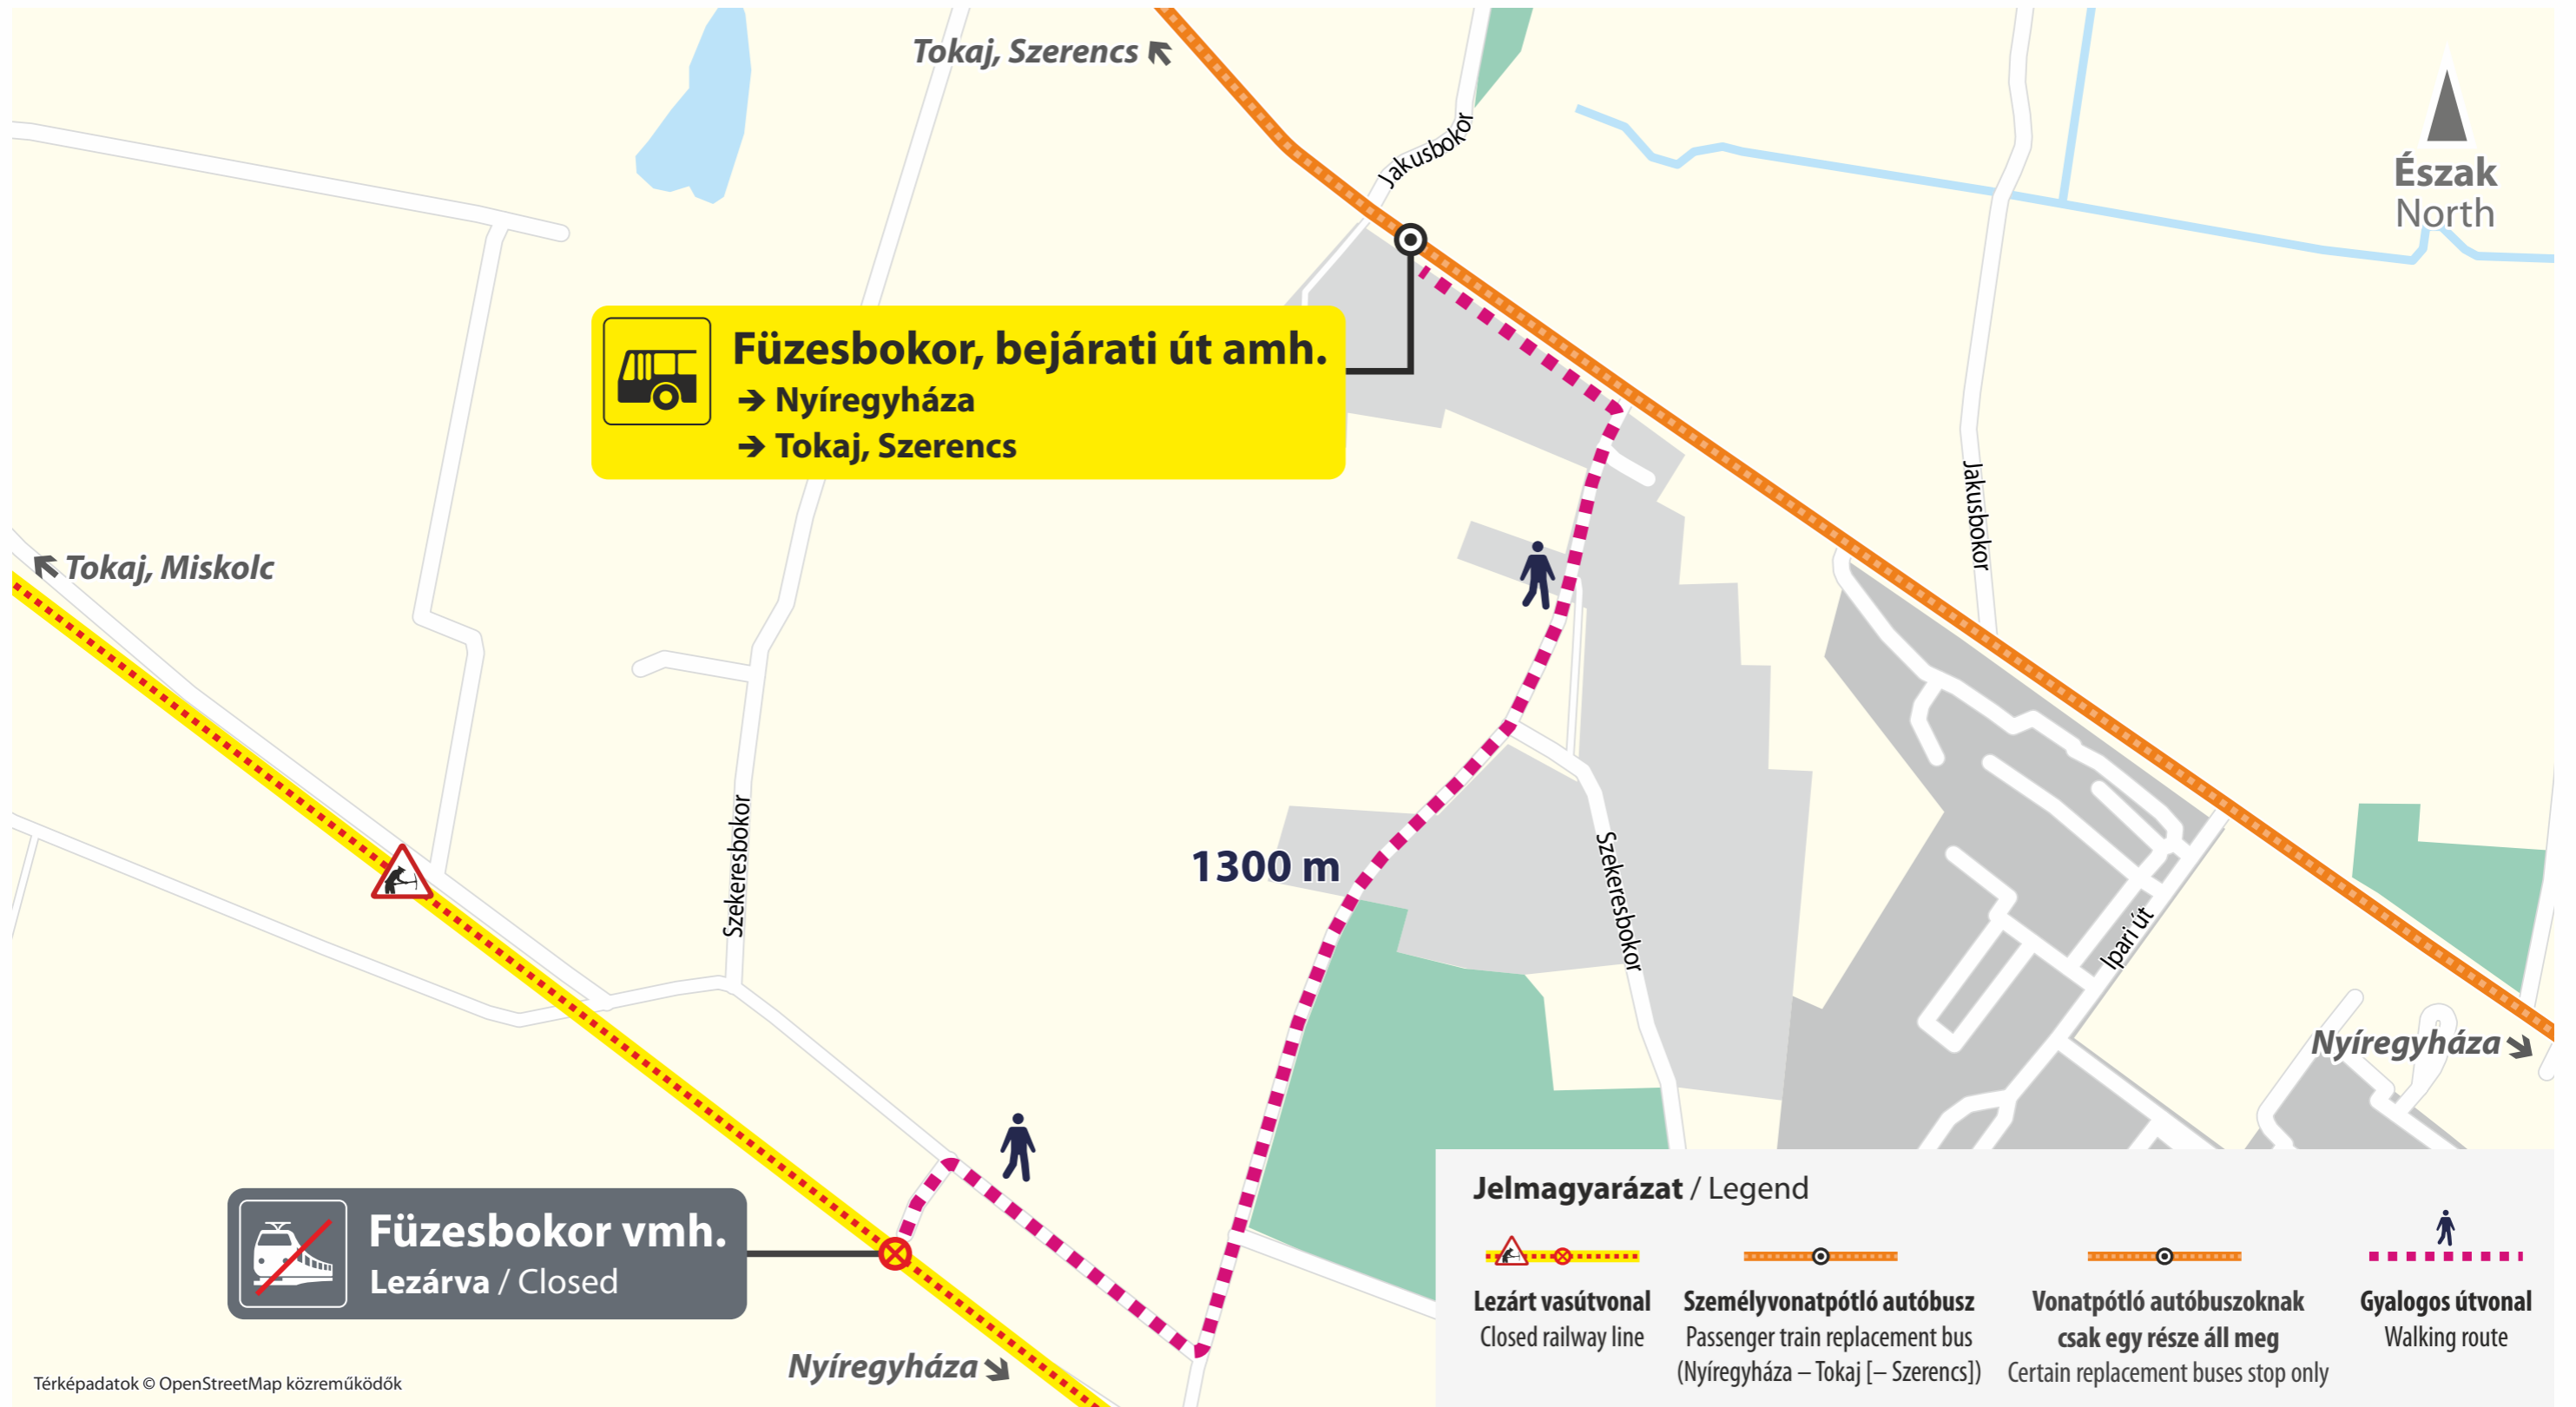 Tokaj, Szerencs
Jakusbokor
Észak
North
Füzesbokor, bejárati út amh.
→ Nyíregyháza
→ Tokaj, Szerencs
Jakusbokor
Tokaj, Miskolc
Szekeresbokor
1300 m
Szekeresbokor
Ipari út
Nyíregyháza
Füzesbokor vmh.
Lezárva / Closed
Nyíregyháza
Térképadatok © OpenStreetMap közreműködők
Jelmagyarázat / Legend
Lezárt vasútvonal
Closed railway line
Személyvonatpótló autóbusz
Passenger train replacement bus
(Nyíregyháza – Tokaj [– Szerencs])
Vonatpótló autóbuszoknak
csak egy része áll meg
Certain replacement buses stop only
Gyalogos útvonal
Walking route